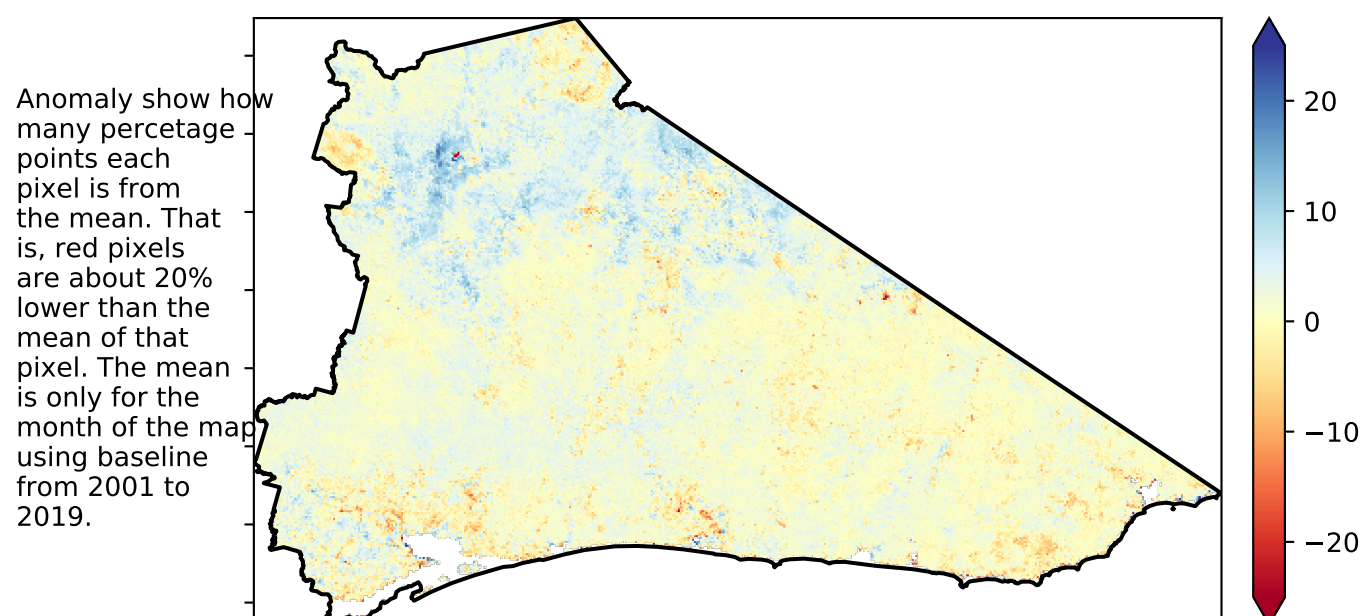 Anomaly show how
many percetage
points each
pixel is from
the mean. That
is, red pixels
are about 20%
lower than the
mean of that
pixel. The mean
is only for the
month of the map
using baseline
from 2001 to
2019.
20
10
0
−10
−20